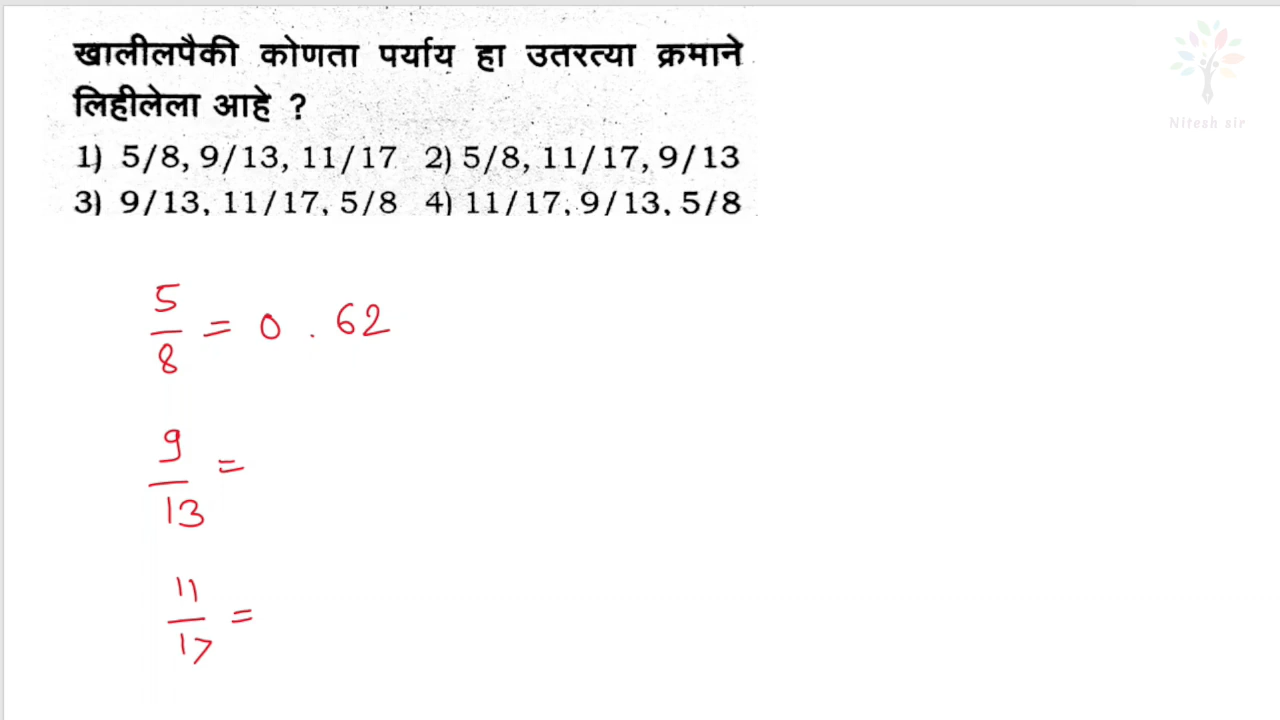 खालीलपैकी कोणता पर्याय हा उतरत्या क्रमाने
लिहीलेला आहे ?
1) 5/8, 9/13, 11/17 2) 5/8, 11/17, 9/13
3) 9/13, 11/17, 5/8 4) 11/17, 9/13, 5/8
Nitesh sir
5/8 = 0.62
9/13 =
11/17 =